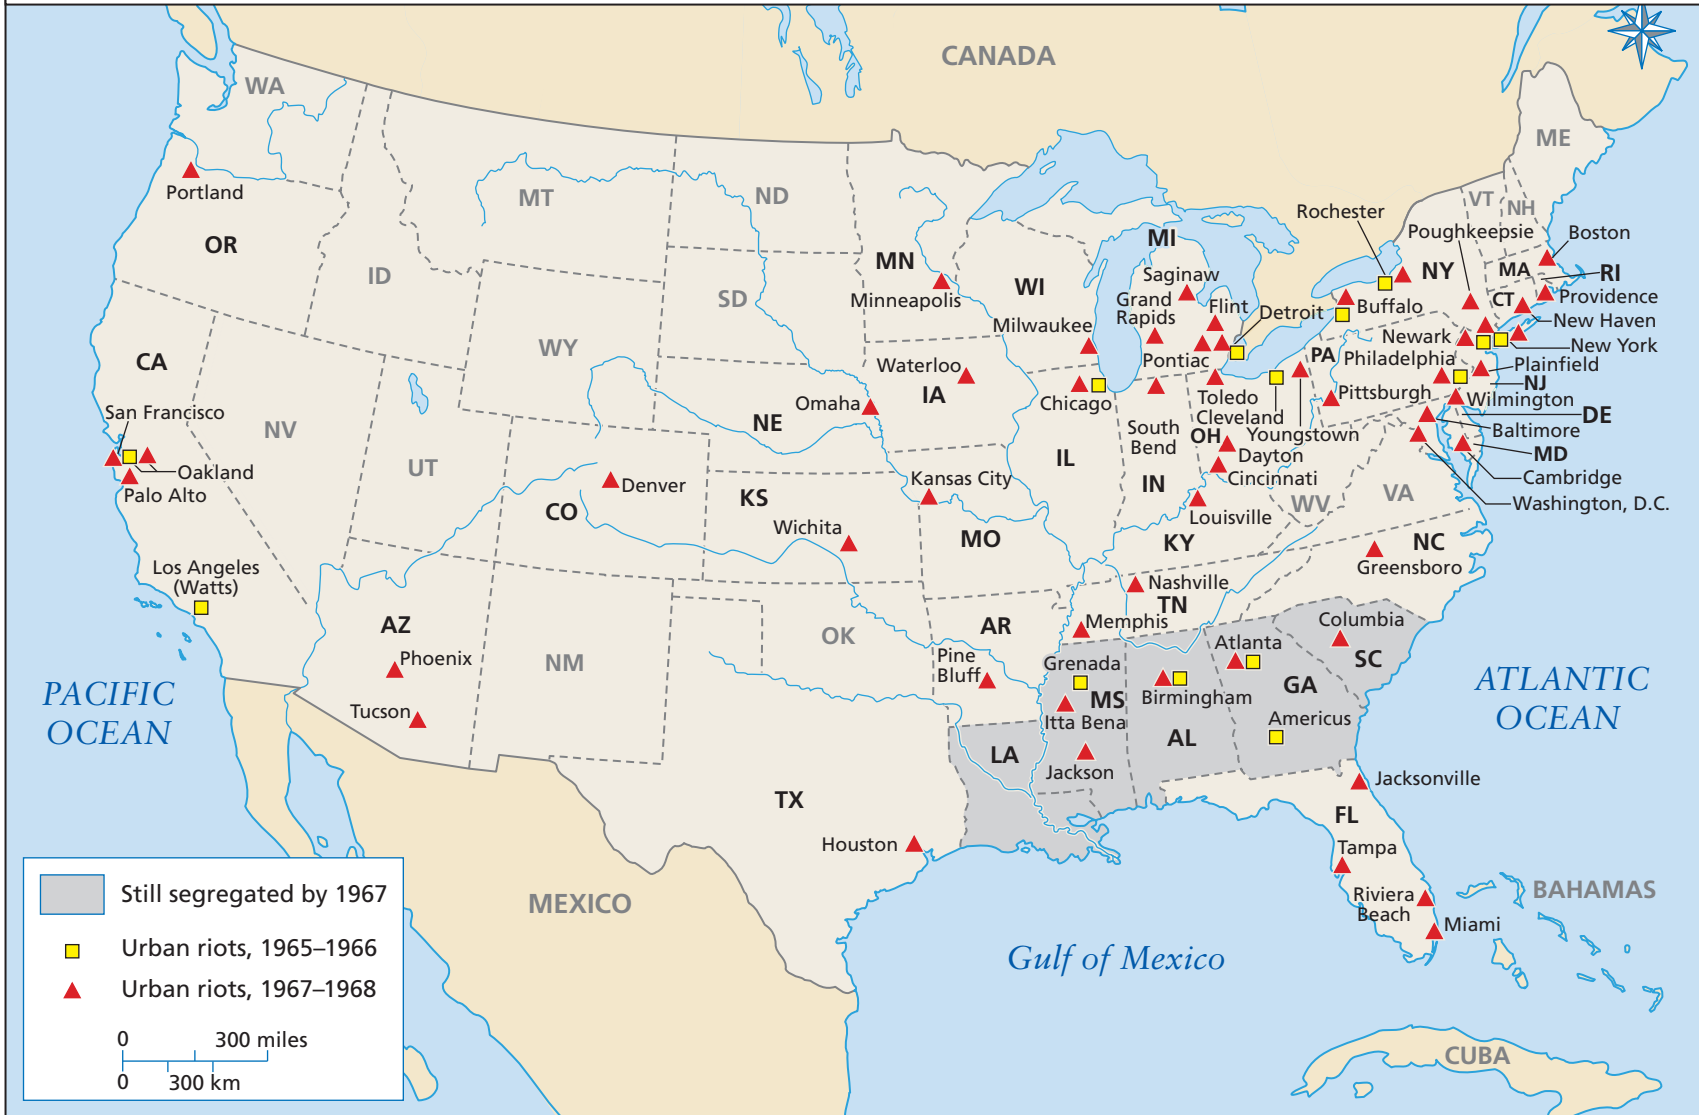 CANADA
WA
ME
Portland
MT
ND
VT
NH
Rochester
Poughkeepsie
Boston
OR
MI
MN
NY
MA
RI
ID
Saginaw
WI
SD
Minneapolis
Grand
Rapids
Flint
Detroit
Buffalo
CT
Providence
New Haven
Milwaukee
Newark
New York
WY
CA
Waterloo
Pontiac
PA
Philadelphia
Plainfield
NJ
IA
Omaha
Chicago
Toledo
Cleveland
Pittsburgh
Wilmington
DE
San Francisco
NE
NV
South
Bend
OH
Youngstown
Baltimore
UT
IL
Dayton
MD
Oakland
Cincinnati
Cambridge
Palo Alto
Denver
Kansas City
IN
WV
VA
Washington, D.C.
CO
KS
Louisville
Wichita
MO
KY
NC
Greensboro
Los Angeles
(Watts)
Nashville
TN
AZ
OK
AR
Memphis
Columbia
Phoenix
NM
Pine
Bluff
Grenada
Atlanta
SC
PACIFIC
OCEAN
ATLANTIC
OCEAN
MS
Birmingham
GA
Tucson
Itta Bena
Americus
LA
AL
Jackson
Jacksonville
TX
FL
Houston
Tampa
MEXICO
Riviera
Beach
BAHAMAS
Miami
Gulf of Mexico
CUBA
Still segregated by 1967
Urban riots, 1965–1966
Urban riots, 1967–1968
0 300 miles
0 300 km